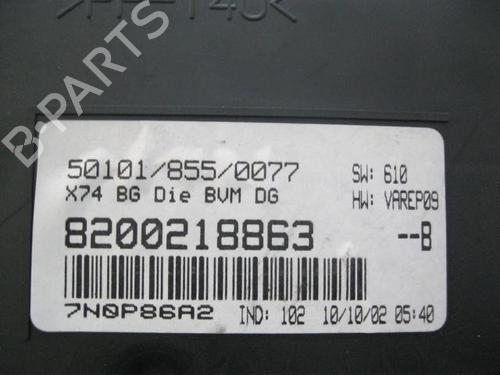 B-PARTS
50101/855/0077 SW: 610
X74 BG Die BVM DG HW: VAREP09
8200218863 --B
7N0P86A2 IND: 102 10/10/02 05:40